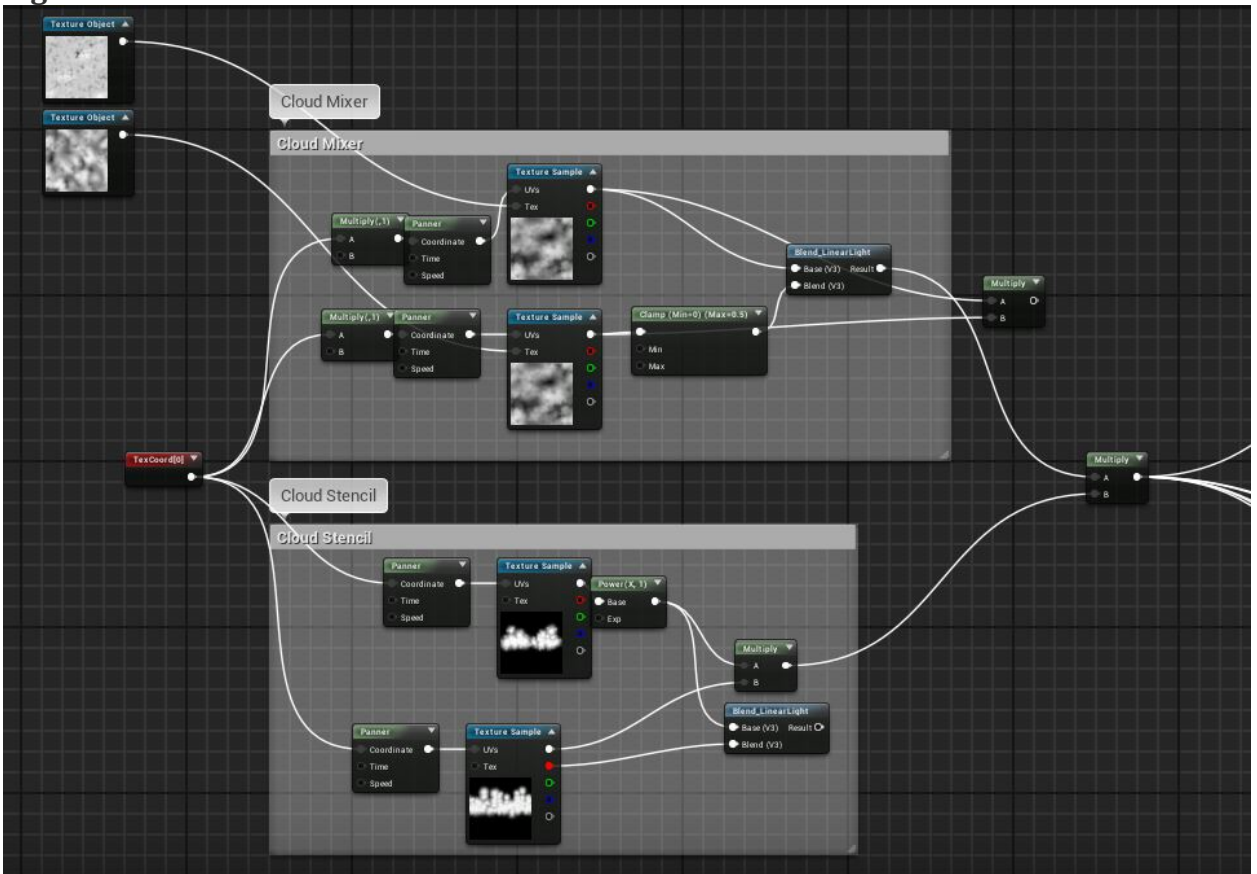 Texture Object
Texture Object
Cloud Mixer
Cloud Mixer
Texture Sample
UVs
Tex
Multiply(,1)
A
B
Panner
Coordinate
Time
Speed
Blend_LinearLight
Base (V3) Result
Blend (V3)
Multiply
A
B
Multiply(,1)
A
B
Panner
Coordinate
Time
Speed
Texture Sample
UVs
Tex
Clamp (Min=0) (Max=0.5)
Min
Max
TexCoord[0]
Multiply
A
B
Cloud Stencil
Cloud Stencil
Panner
Coordinate
Time
Speed
Texture Sample
UVs
Tex
Power(X, 1)
Base
Exp
Multiply
A
B
Blend_LinearLight
Base (V3) Result
Blend (V3)
Panner
Coordinate
Time
Speed
Texture Sample
UVs
Tex